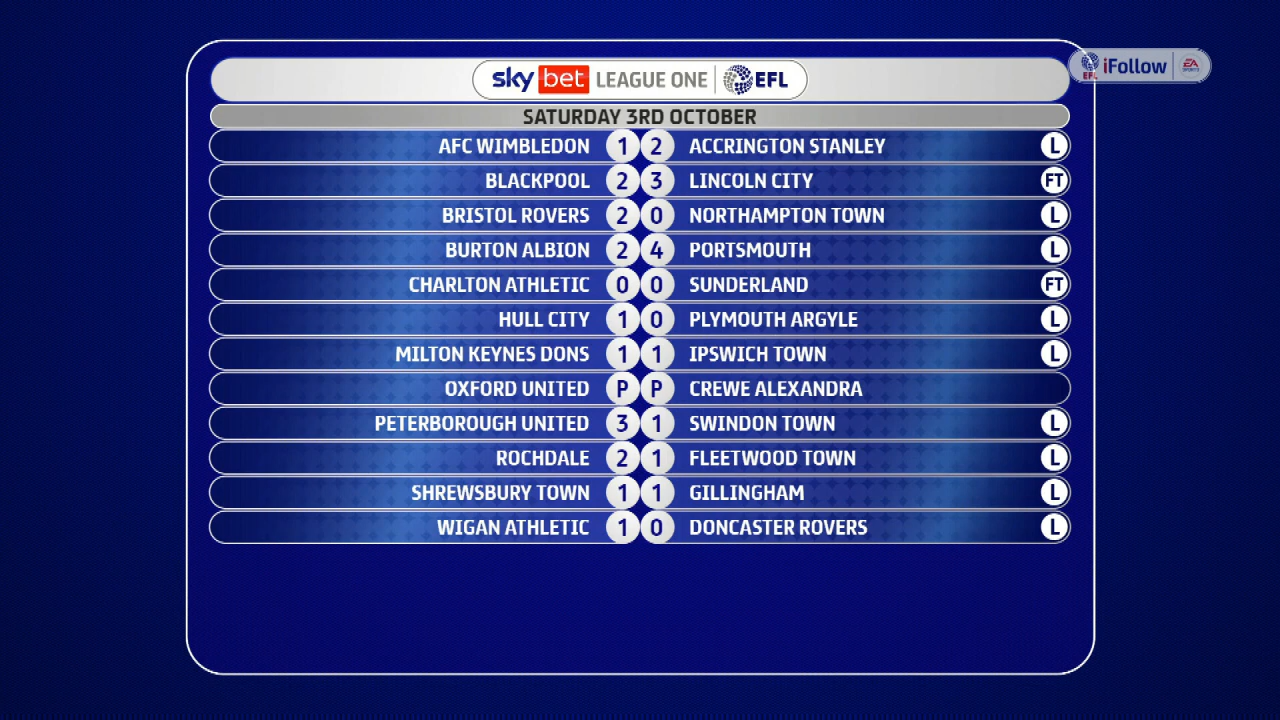 sky bet LEAGUE ONE EFL
EFL iFollow EA SPORTS
SATURDAY 3RD OCTOBER
AFC WIMBLEDON 1 2 ACCRINGTON STANLEY L
BLACKPOOL 2 3 LINCOLN CITY FT
BRISTOL ROVERS 2 0 NORTHAMPTON TOWN L
BURTON ALBION 2 4 PORTSMOUTH L
CHARLTON ATHLETIC 0 0 SUNDERLAND FT
HULL CITY 1 0 PLYMOUTH ARGYLE L
MILTON KEYNES DONS 1 1 IPSWICH TOWN L
OXFORD UNITED P P CREWE ALEXANDRA
PETERBOROUGH UNITED 3 1 SWINDON TOWN L
ROCHDALE 2 1 FLEETWOOD TOWN L
SHREWSBURY TOWN 1 1 GILLINGHAM L
WIGAN ATHLETIC 1 0 DONCASTER ROVERS L